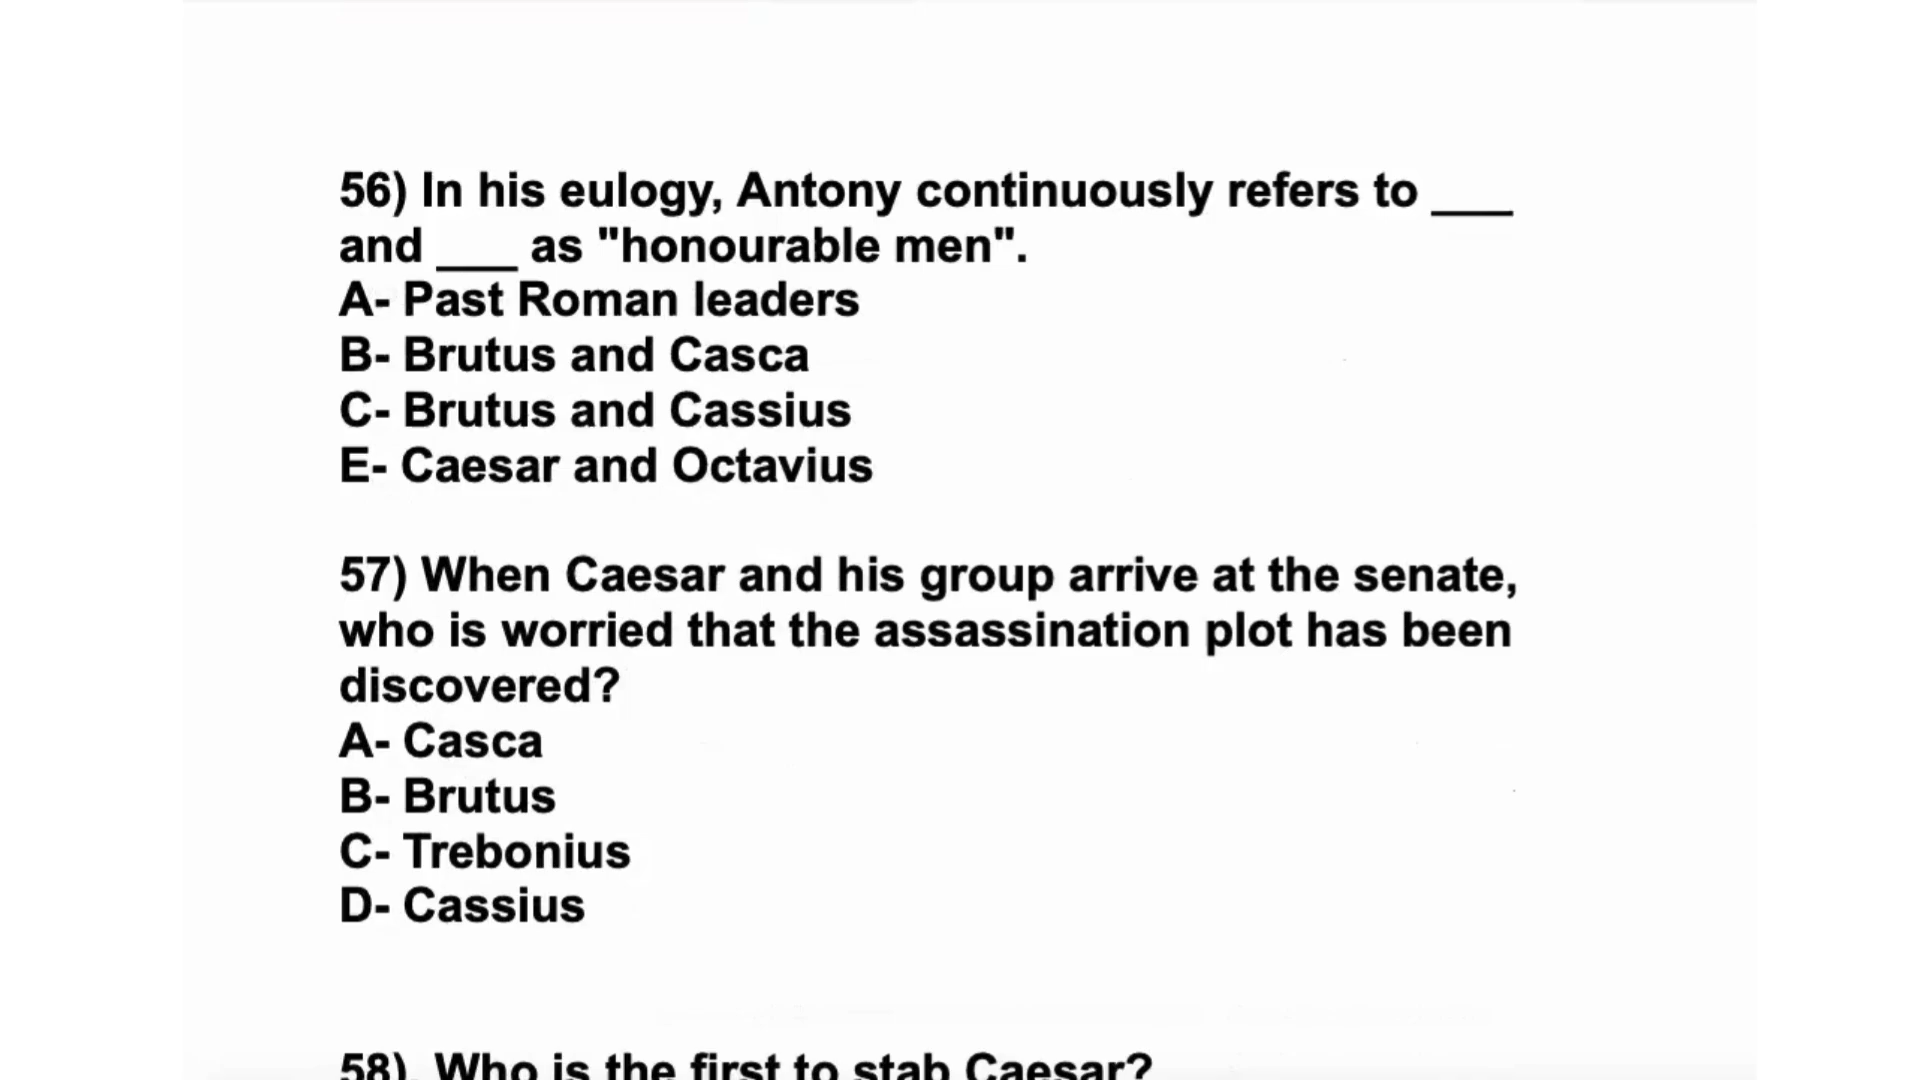 56) In his eulogy, Antony continuously refers to ___
and ___ as "honourable men".
A- Past Roman leaders
B- Brutus and Casca
C- Brutus and Cassius
E- Caesar and Octavius
57) When Caesar and his group arrive at the senate,
who is worried that the assassination plot has been
discovered?
A- Casca
B- Brutus
C- Trebonius
D- Cassius
58). Who is the first to stab Caesar?